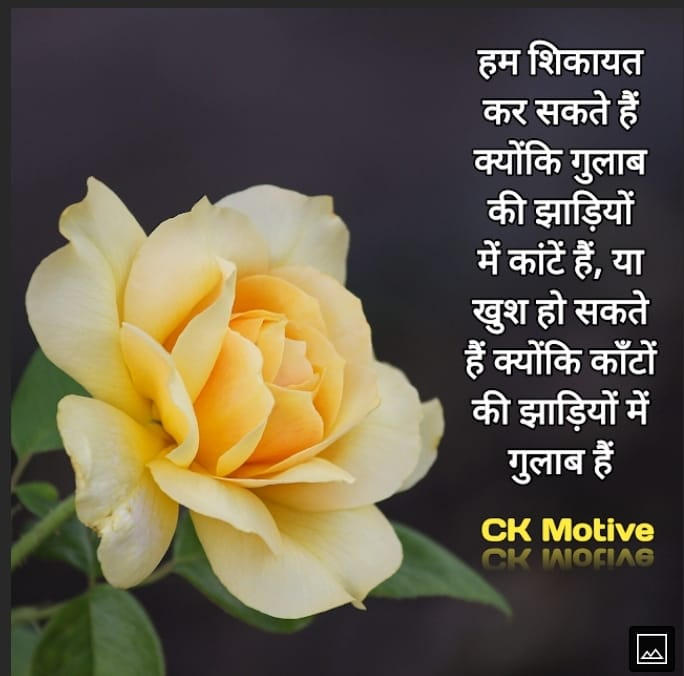 हम शिकायत
कर सकते हैं
क्योंकि गुलाब
की झाड़ियों
में कांटें हैं, या
खुश हो सकते
हैं क्योंकि काँटों
की झाड़ियों में
गुलाब हैं
CK Motive